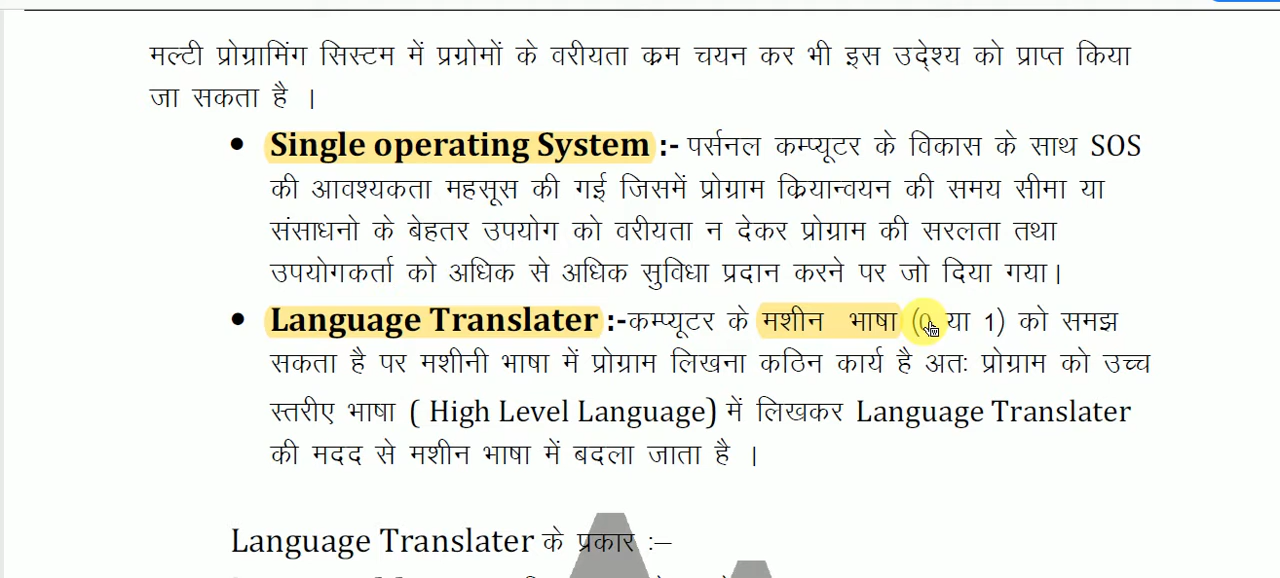 मल्टी प्रोग्रामिंग सिस्टम में प्रग्रोमों के वरीयता क्रम चयन कर भी इस उदे्श्य को प्राप्त किया
जा सकता है ।
• Single operating System :- पर्सनल कम्प्यूटर के विकास के साथ SOS
की आवश्यकता महसूस की गई जिसमें प्रोग्राम क्रियान्वयन की समय सीमा या
संसाधनो के बेहतर उपयोग को वरीयता न देकर प्रोग्राम की सरलता तथा
उपयोगकर्ता को अधिक से अधिक सुविधा प्रदान करने पर जो दिया गया।
• Language Translater :-कम्प्यूटर के मशीन भाषा (0 या 1) को समझ
सकता है पर मशीनी भाषा में प्रोग्राम लिखना कठिन कार्य है अतः प्रोग्राम को उच्च
स्तरीए भाषा ( High Level Language) में लिखकर Language Translater
की मदद से मशीन भाषा में बदला जाता है ।
Language Translater के प्रकार :–